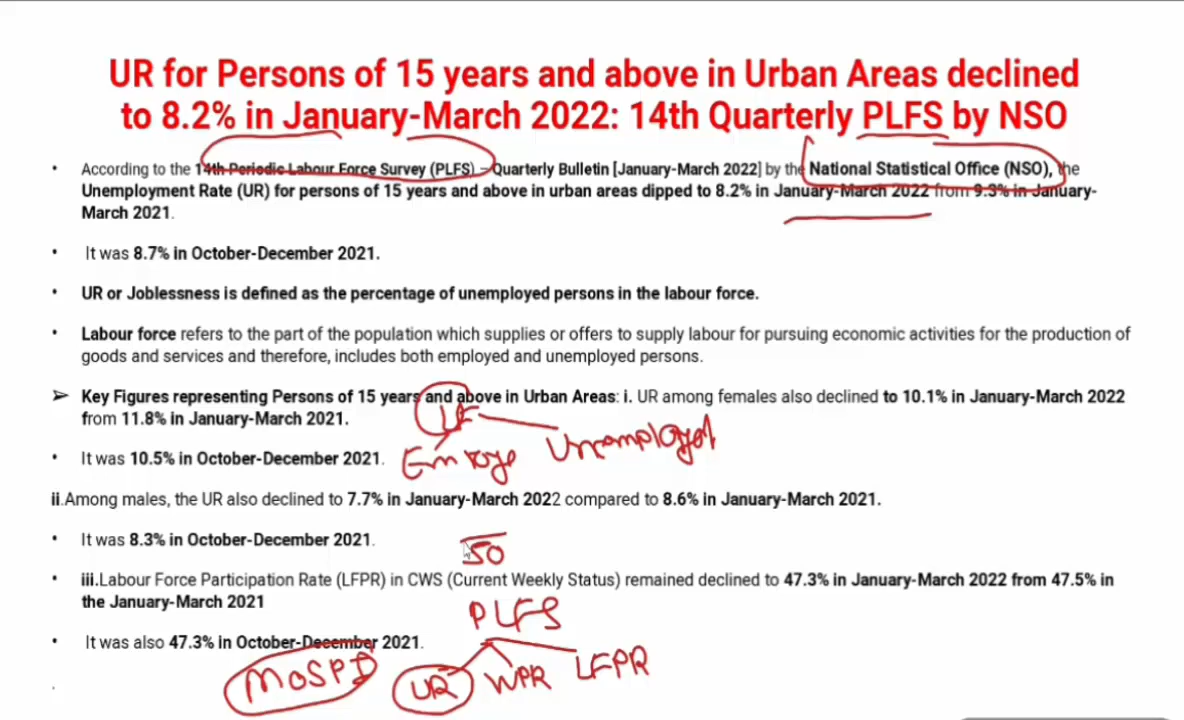 UR for Persons of 15 years and above in Urban Areas declined
to 8.2% in January-March 2022: 14th Quarterly PLFS by NSO
• According to the 14th Periodic Labour Force Survey (PLFS) – Quarterly Bulletin [January-March 2022] by the National Statistical Office (NSO), the
Unemployment Rate (UR) for persons of 15 years and above in urban areas dipped to 8.2% in January-March 2022 from 9.3% in January-
March 2021.
• It was 8.7% in October-December 2021.
• UR or Joblessness is defined as the percentage of unemployed persons in the labour force.
• Labour force refers to the part of the population which supplies or offers to supply labour for pursuing economic activities for the production of
goods and services and therefore, includes both employed and unemployed persons.
➢ Key Figures representing Persons of 15 years and above in Urban Areas: i. UR among females also declined to 10.1% in January-March 2022
from 11.8% in January-March 2021.
LF
• It was 10.5% in October-December 2021.
Unemployed
ii.Among males, the UR also declined to 7.7% in January-March 2022 compared to 8.6% in January-March 2021.
• It was 8.3% in October-December 2021.
50
• iii.Labour Force Participation Rate (LFPR) in CWS (Current Weekly Status) remained declined to 47.3% in January-March 2022 from 47.5% in
the January-March 2021
PLFS
• It was also 47.3% in October-December 2021.
MOSPI UR WPR LFPR